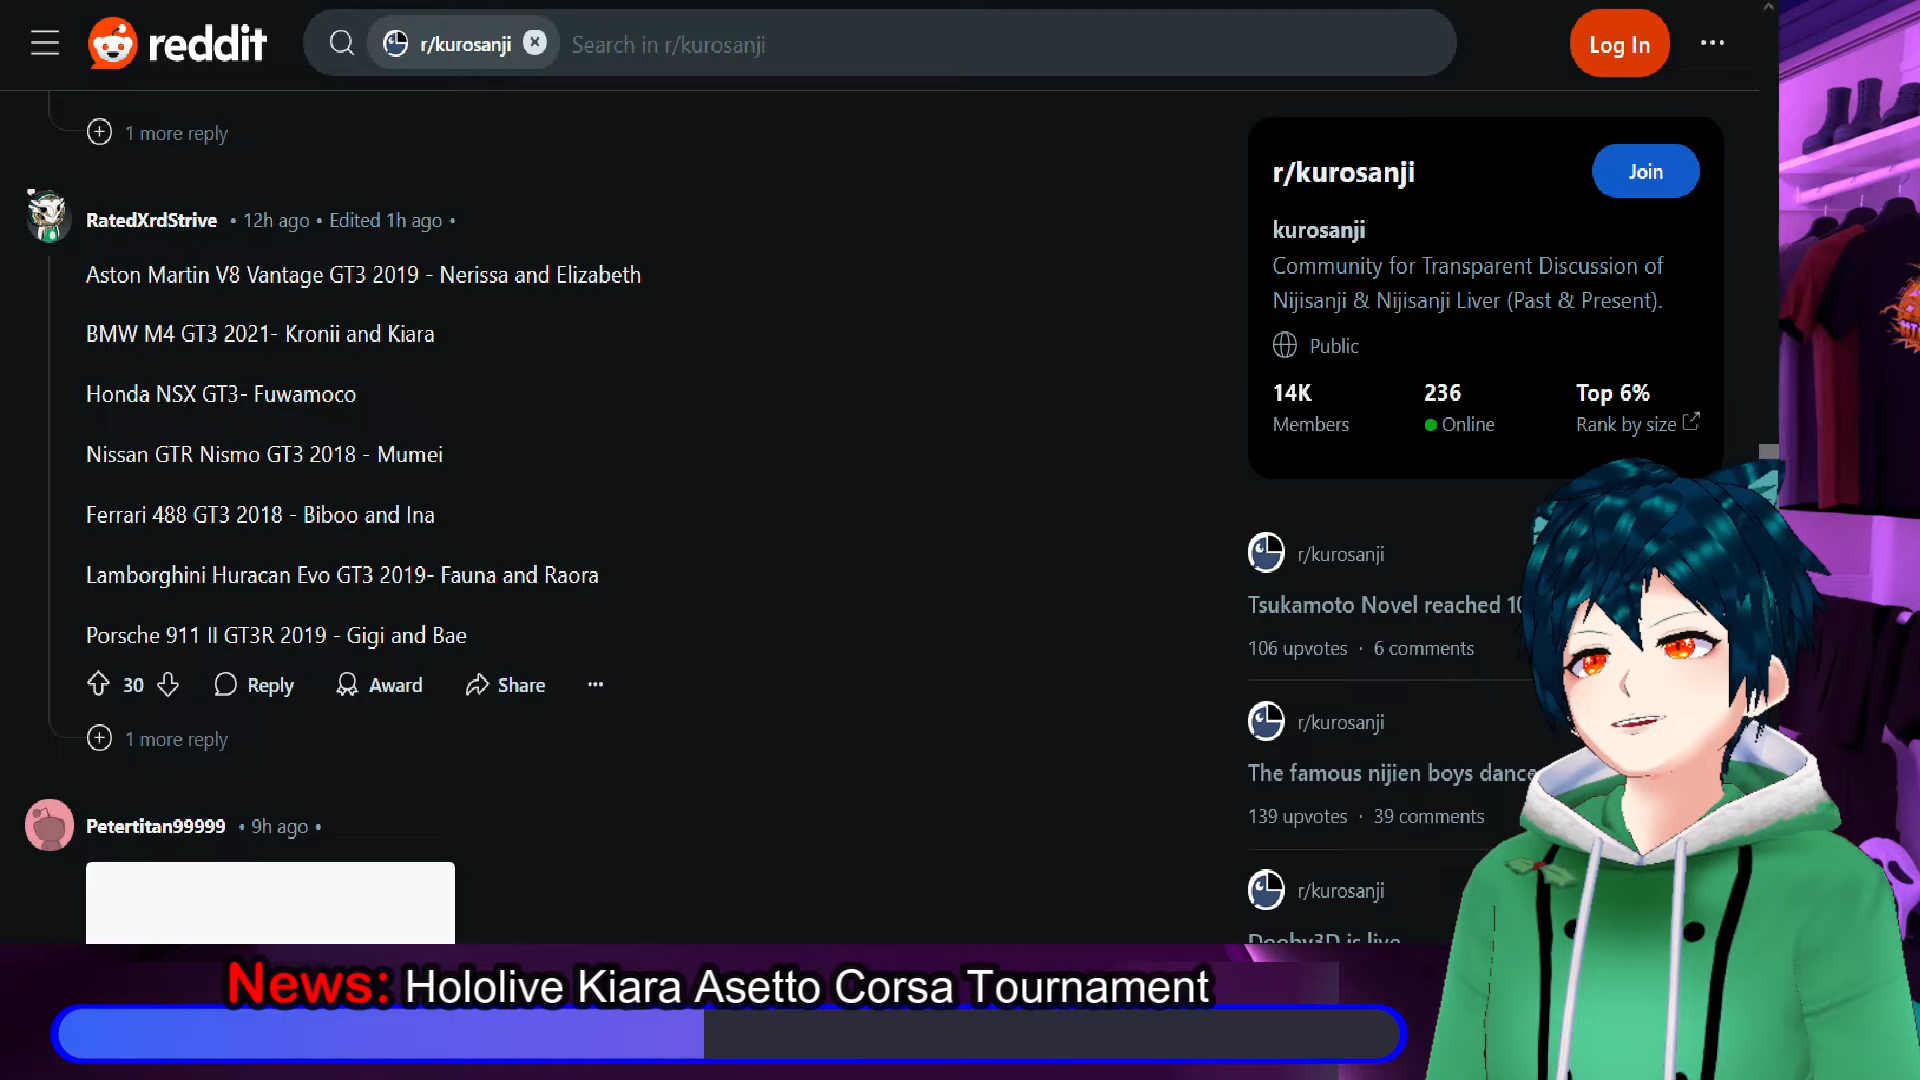 reddit
r/kurosanji
Search in r/kurosanji
Log In
1 more reply
RatedXrdStrive • 12h ago • Edited 1h ago •
Aston Martin V8 Vantage GT3 2019 - Nerissa and Elizabeth
BMW M4 GT3 2021- Kronii and Kiara
Honda NSX GT3- Fuwamoco
Nissan GTR Nismo GT3 2018 - Mumei
Ferrari 488 GT3 2018 - Biboo and Ina
Lamborghini Huracan Evo GT3 2019- Fauna and Raora
Porsche 911 II GT3R 2019 - Gigi and Bae
30 Reply Award Share
1 more reply
Petertitan99999 • 9h ago •
r/kurosanji
Join
kurosanji
Community for Transparent Discussion of
Nijisanji & Nijisanji Liver (Past & Present).
Public
14K 236 Top 6%
Members Online Rank by size
r/kurosanji
Tsukamoto Novel reached
106 upvotes · 6 comments
r/kurosanji
The famous nijien boys dance
139 upvotes · 39 comments
r/kurosanji
is live
News: Hololive Kiara Asetto Corsa Tournament